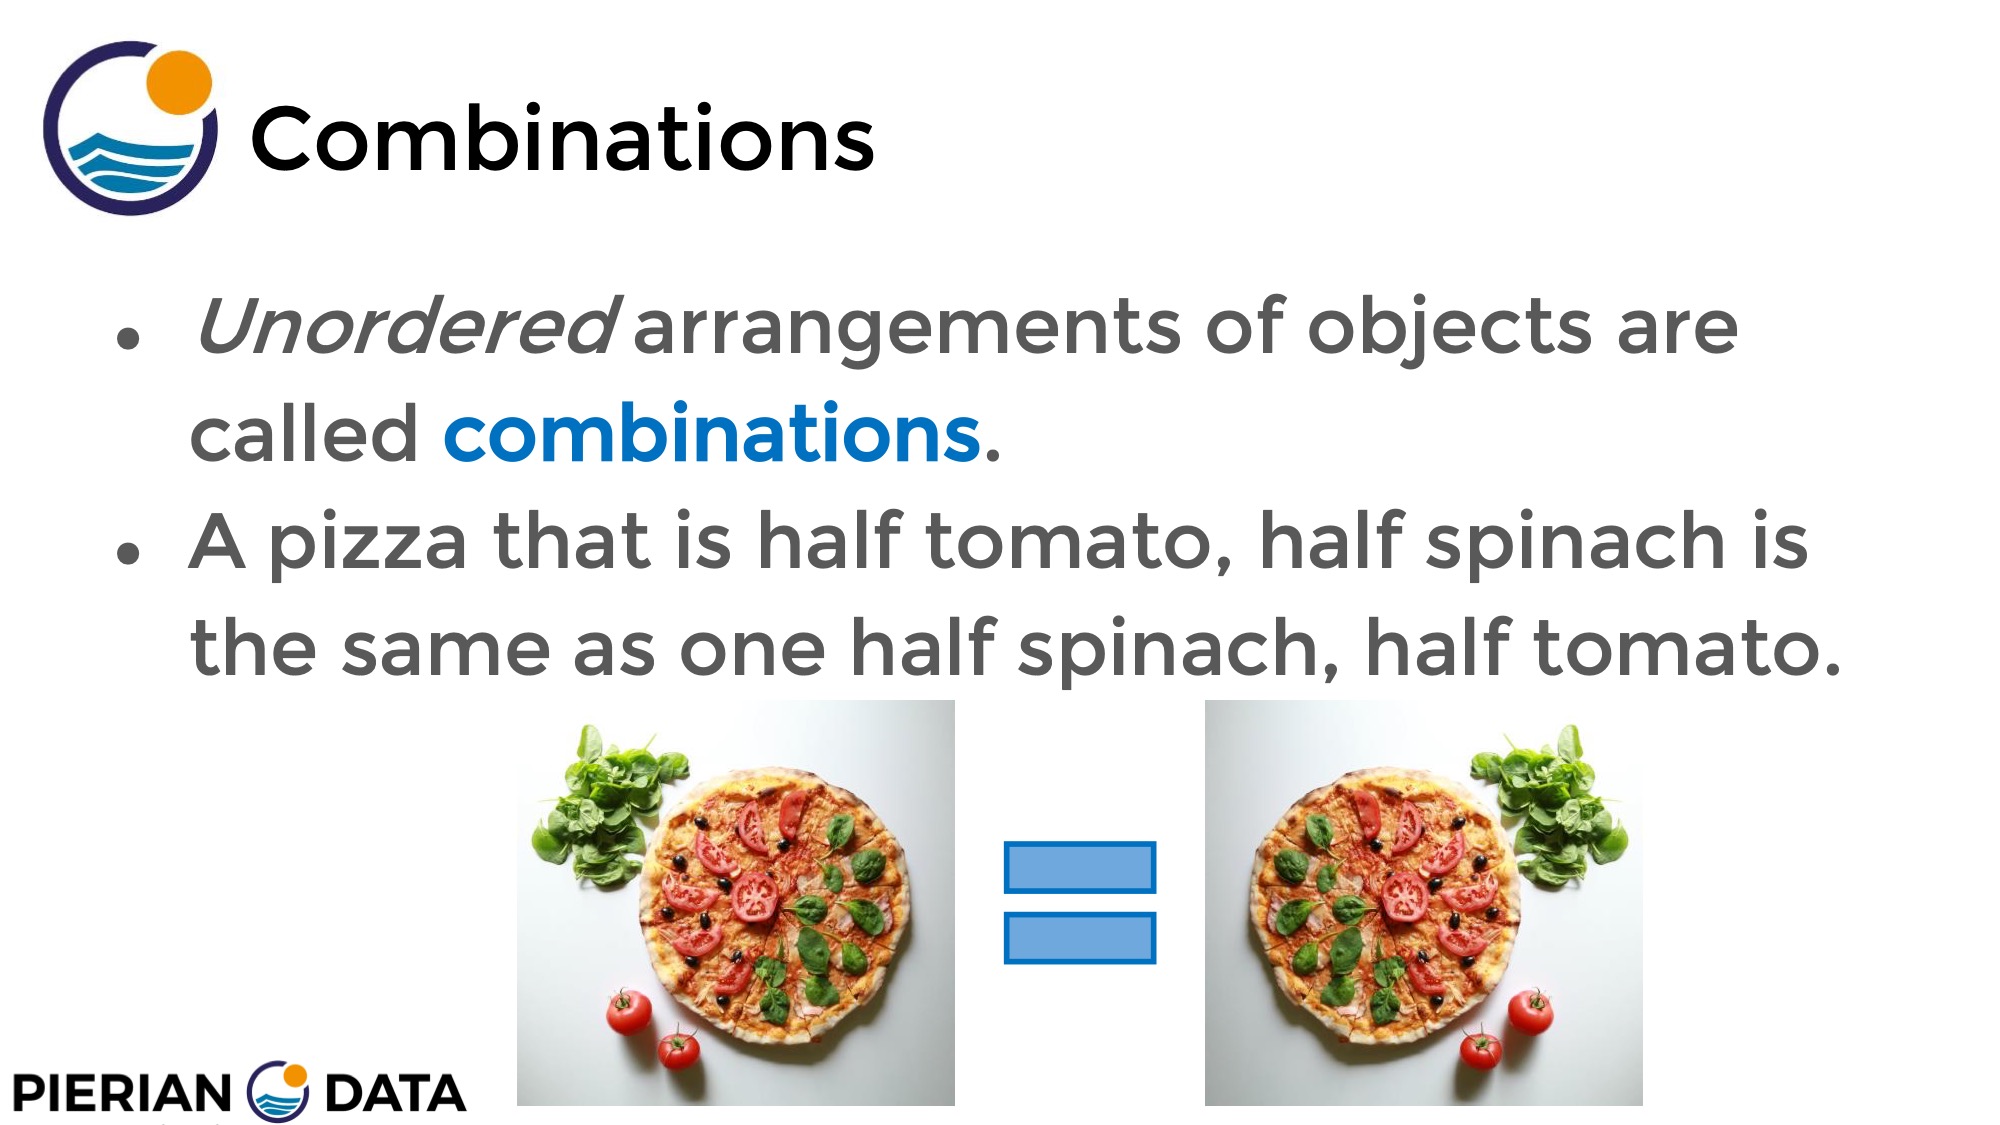 Combinations
• Unordered arrangements of objects are
called combinations.
• A pizza that is half tomato, half spinach is
the same as one half spinach, half tomato.
PIERIAN DATA